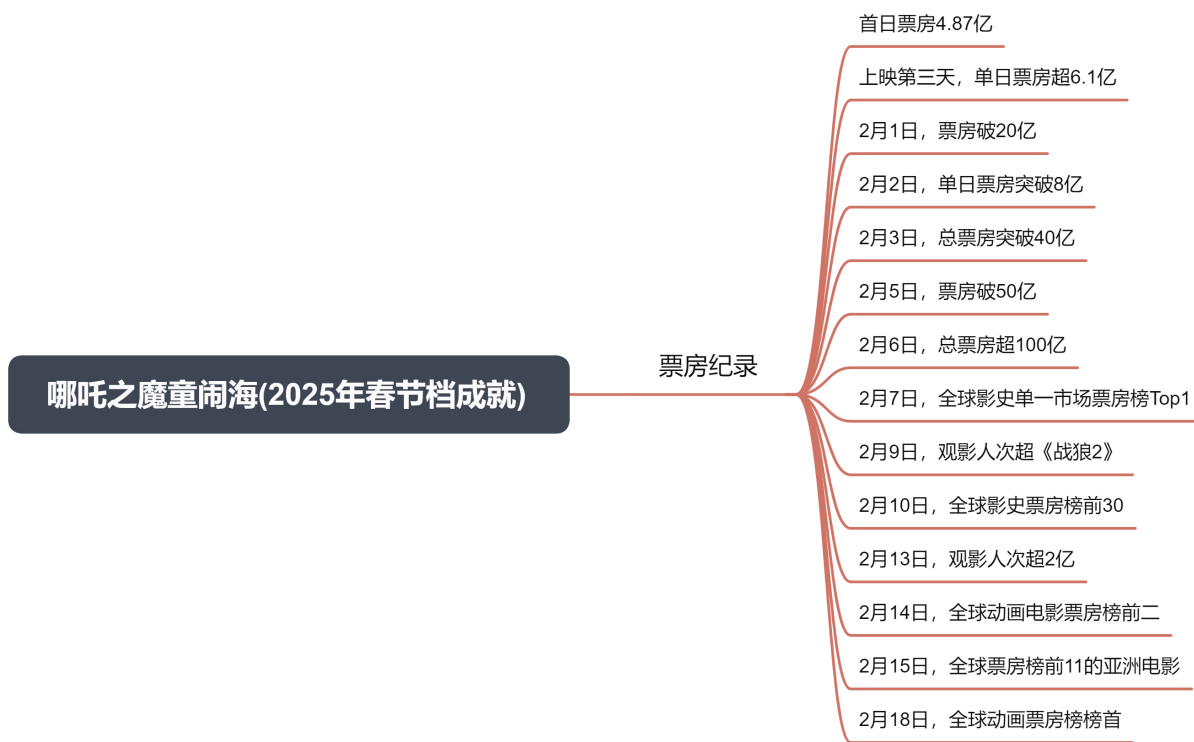 哪吒之魔童闹海(2025年春节档成就)
票房纪录
首日票房4.87亿
上映第三天，单日票房超6.1亿
2月1日，票房破20亿
2月2日，单日票房突破8亿
2月3日，总票房突破40亿
2月5日，票房破50亿
2月6日，总票房超100亿
2月7日，全球影史单一市场票房榜Top1
2月9日，观影人次超《战狼2》
2月10日，全球影史票房榜前30
2月13日，观影人次超2亿
2月14日，全球动画电影票房榜前二
2月15日，全球票房榜前11的亚洲电影
2月18日，全球动画票房榜榜首